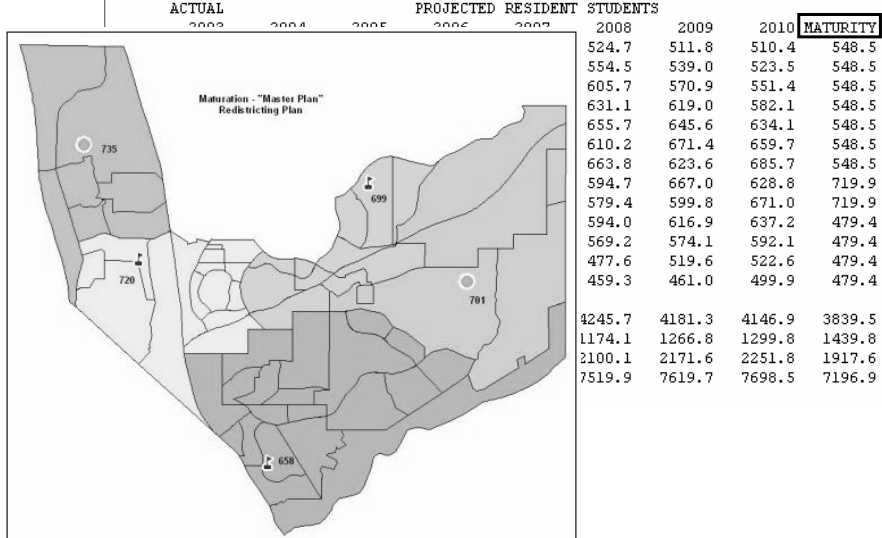 ACTUAL PROJECTED RESIDENT STUDENTS
2003 2004 2005 2006 2007 2008 2009 2010 MATURITY
524.7 511.8 510.4 548.5
554.5 539.0 523.5 548.5
605.7 570.9 551.4 548.5
631.1 619.0 582.1 548.5
655.7 645.6 634.1 548.5
610.2 671.4 659.7 548.5
663.8 623.6 685.7 548.5
594.7 667.0 628.8 719.9
579.4 599.8 671.0 719.9
594.0 616.9 637.2 479.4
569.2 574.1 592.1 479.4
477.6 519.6 522.6 479.4
459.3 461.0 499.9 479.4
4245.7 4181.3 4146.9 3839.5
1174.1 1266.8 1299.8 1439.8
2100.1 2171.6 2251.8 1917.6
7519.9 7619.7 7698.5 7196.9
Maturation - "Master Plan"
Redistricting Plan
735
699
720
701
658